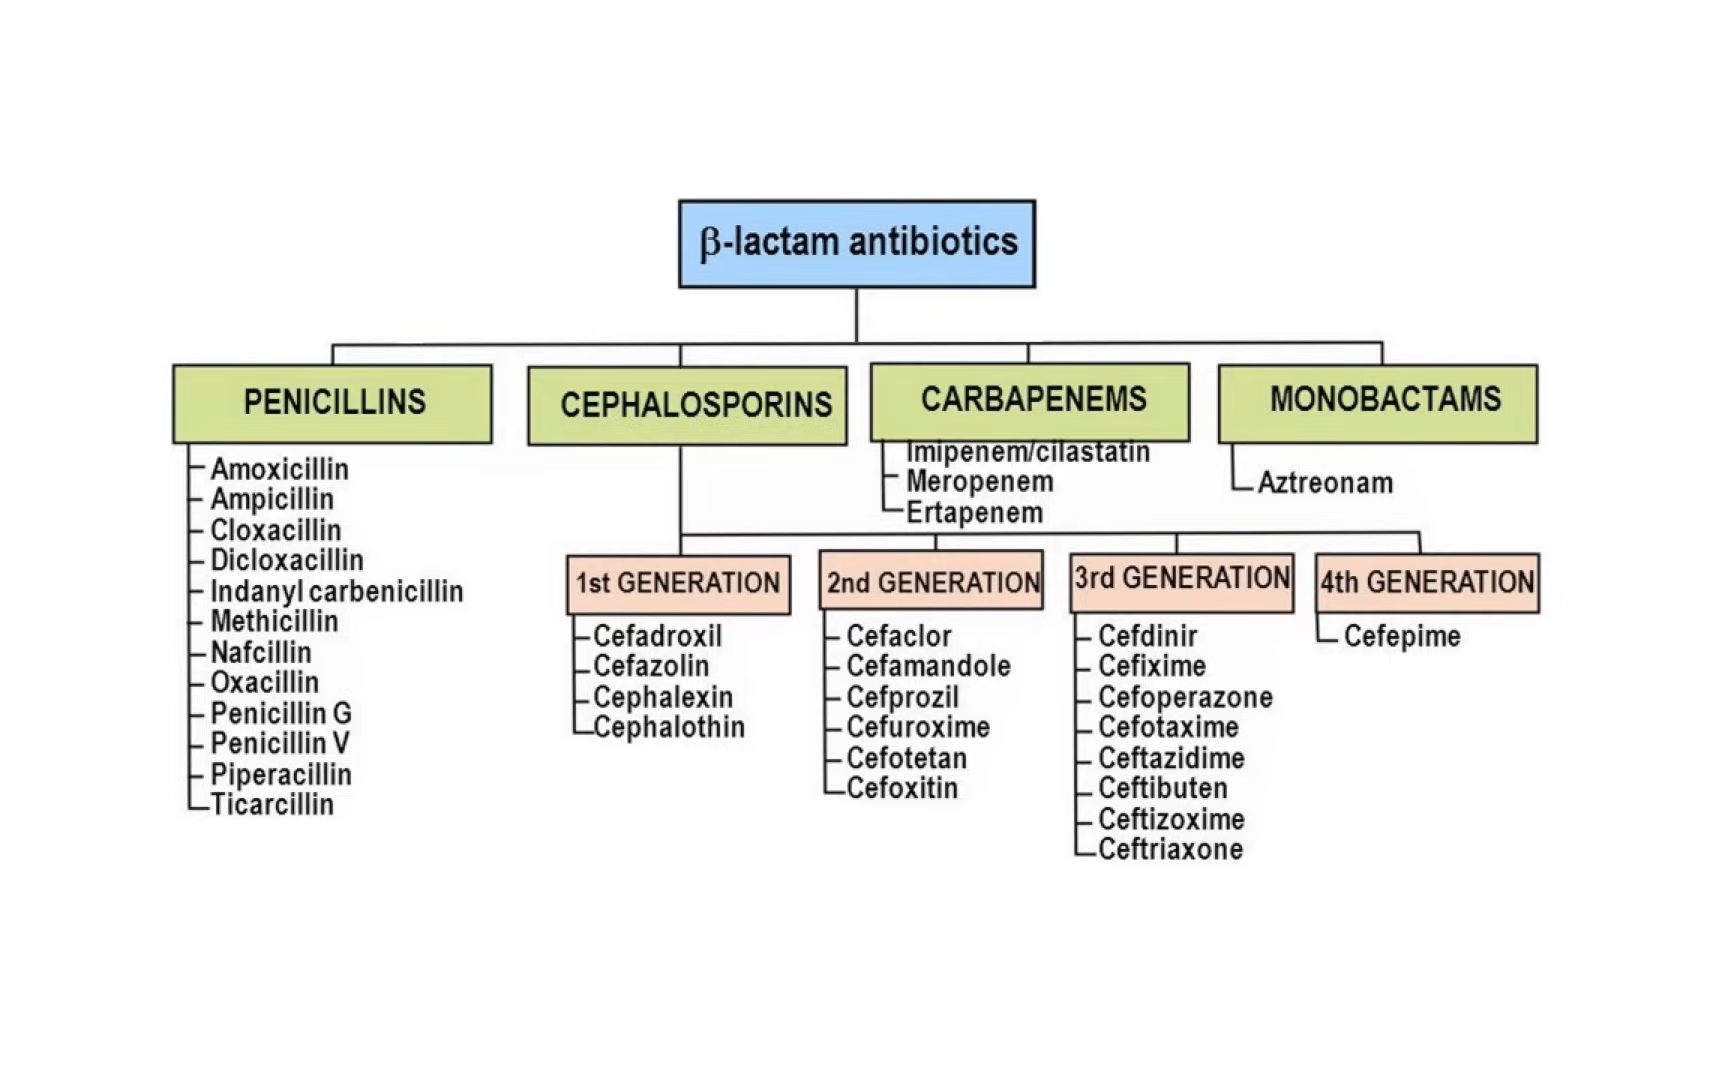 β-lactam antibiotics
PENICILLINS
Amoxicillin
Ampicillin
Cloxacillin
Dicloxacillin
Indanyl carbenicillin
Methicillin
Nafcillin
Oxacillin
Penicillin G
Penicillin V
Piperacillin
Ticarcillin
CEPHALOSPORINS
1st GENERATION
Cefadroxil
Cefazolin
Cephalexin
Cephalothin
2nd GENERATION
Cefaclor
Cefamandole
Cefprozil
Cefuroxime
Cefotetan
Cefoxitin
3rd GENERATION
Cefdinir
Cefixime
Cefoperazone
Cefotaxime
Ceftazidime
Ceftibuten
Ceftizoxime
Ceftriaxone
4th GENERATION
Cefepime
CARBAPENEMS
Imipenem/cilastatin
Meropenem
Ertapenem
MONOBACTAMS
Aztreonam